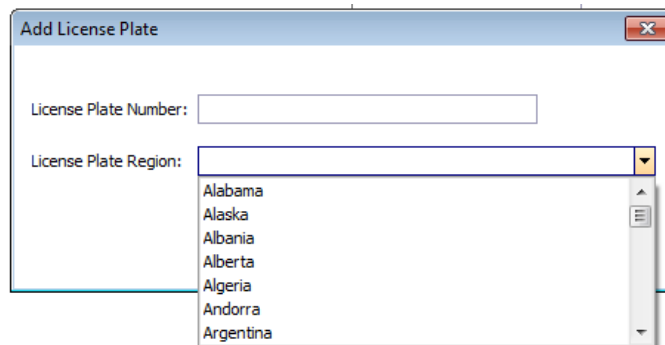 Add License Plate
License Plate Number:
License Plate Region:
Alabama
Alaska
Albania
Alberta
Algeria
Andorra
Argentina